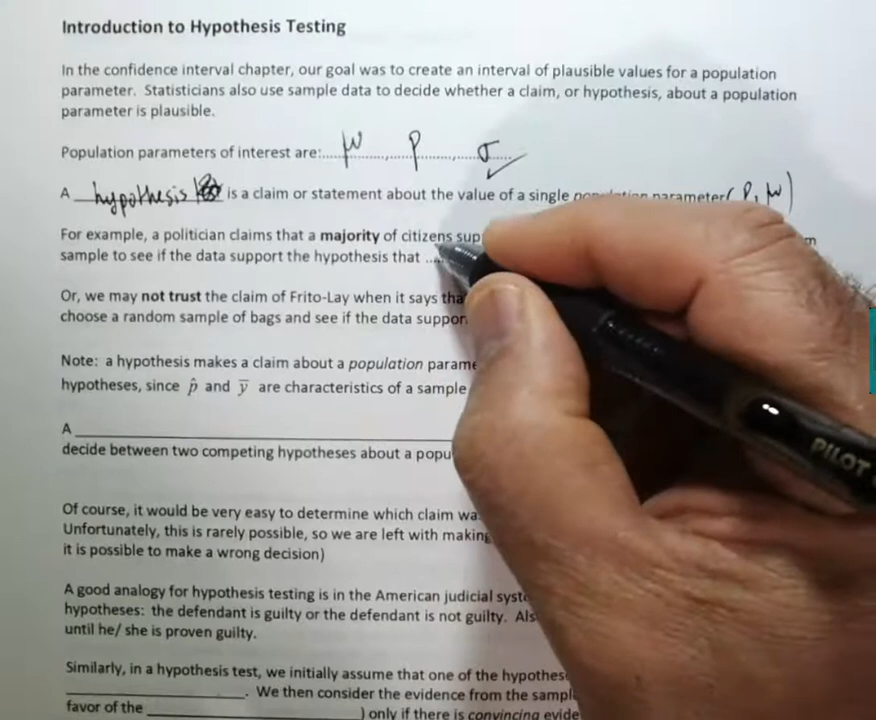 Introduction to Hypothesis Testing
In the confidence interval chapter, our goal was to create an interval of plausible values for a population
parameter. Statisticians also use sample data to decide whether a claim, or hypothesis, about a population
parameter is plausible.
Population parameters of interest are: μ p σ
A hypothesis is a claim or statement about the value of a single population parameter (p, μ)
For example, a politician claims that a majority of citizens sup
sample to see if the data support the hypothesis that ....
Or, we may not trust the claim of Frito-Lay when it says tha
choose a random sample of bags and see if the data suppor
Note: a hypothesis makes a claim about a population parame
hypotheses, since p̂ and ȳ are characteristics of a sample
A
decide between two competing hypotheses about a popu
Of course, it would be very easy to determine which claim wa
Unfortunately, this is rarely possible, so we are left with making
it is possible to make a wrong decision)
A good analogy for hypothesis testing is in the American judicial syste
hypotheses: the defendant is guilty or the defendant is not guilty. Als
until he/ she is proven guilty.
Similarly, in a hypothesis test, we initially assume that one of the hypothes
. We then consider the evidence from the sampl
favor of the ) only if there is convincing evide
PILOT